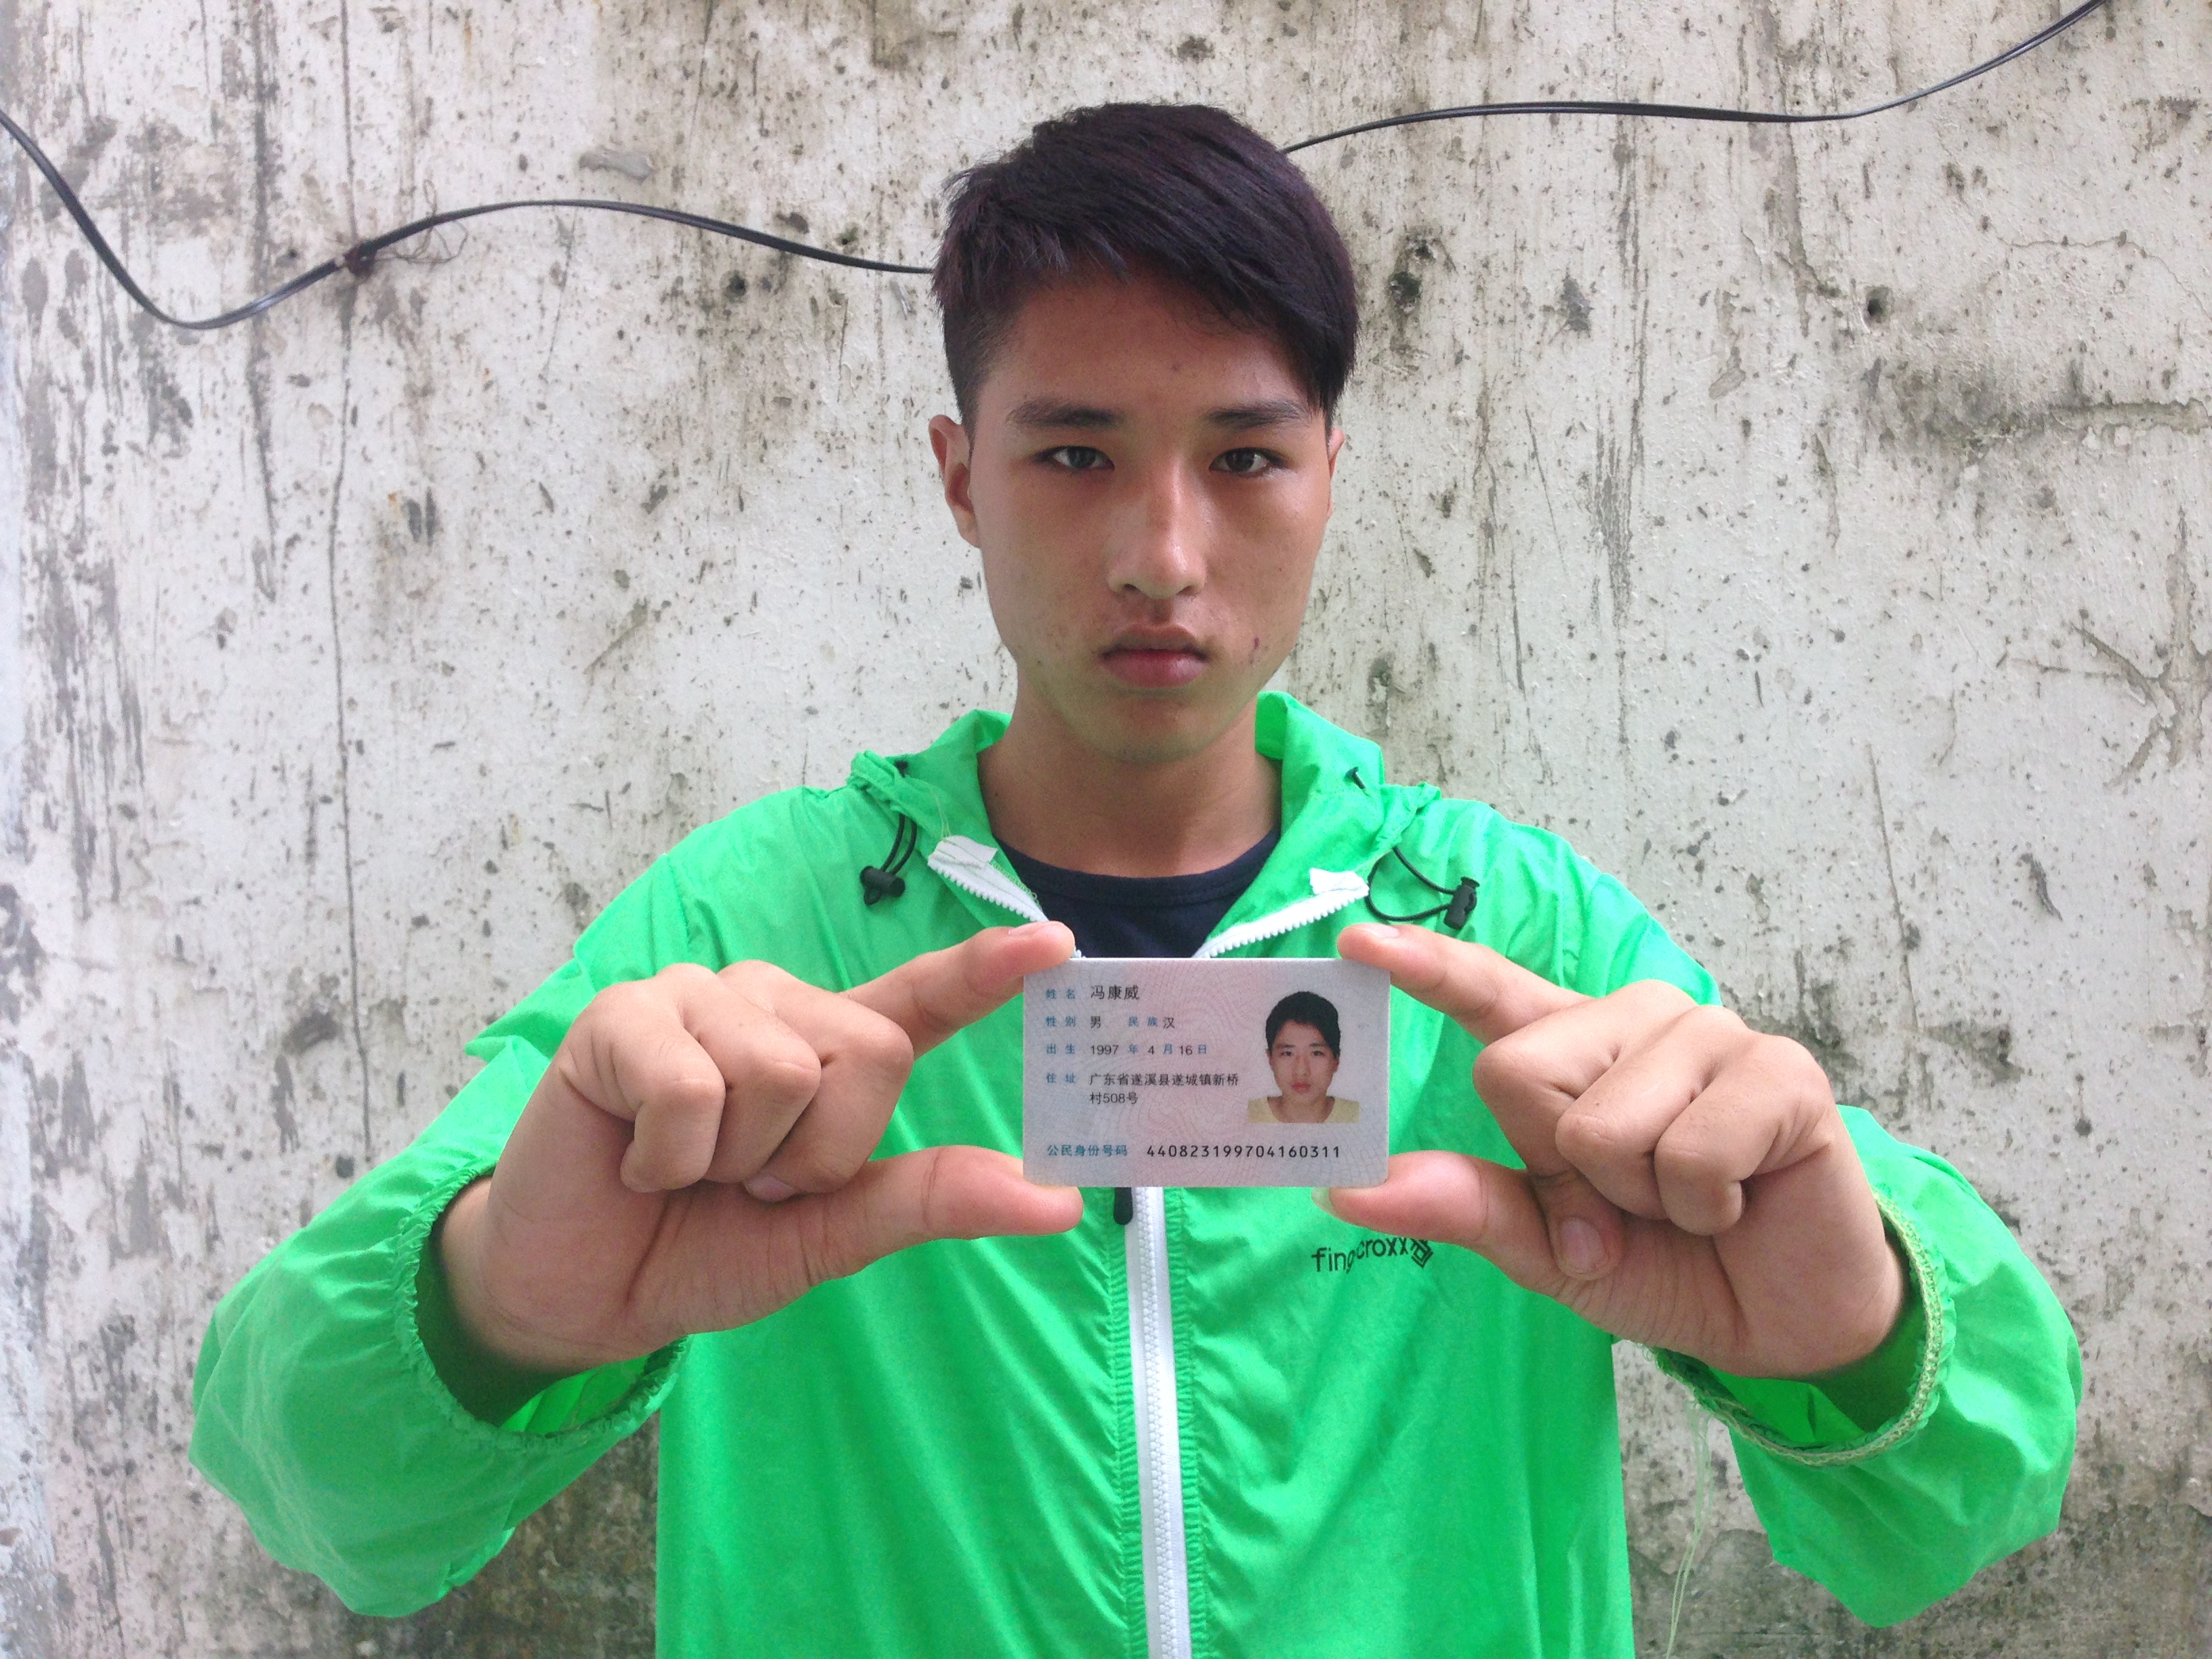 姓名 冯康威
性别 男 民族 汉
出生 1997 年 4 月 16 日
住址 广东省遂溪县遂城镇新桥
村508号
公民身份号码 440823199704160311